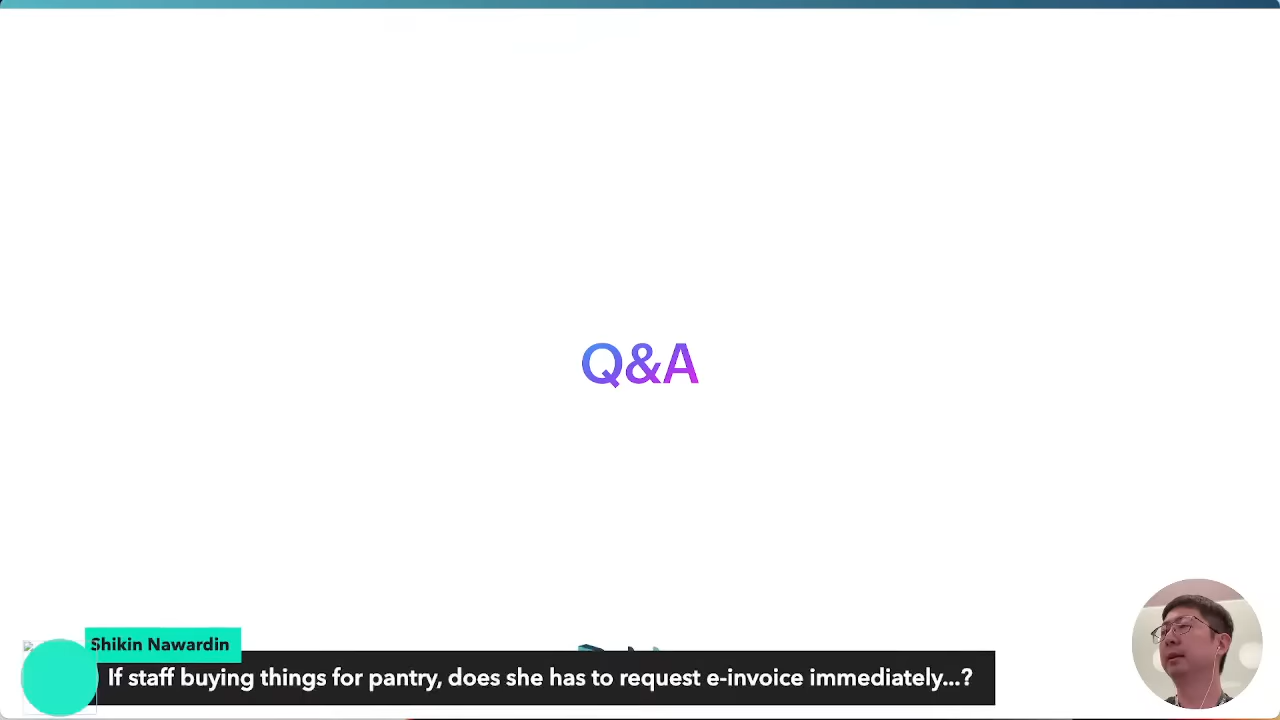 Q&A
Shikin Nawardin
If staff buying things for pantry, does she has to request e-invoice immediately...?